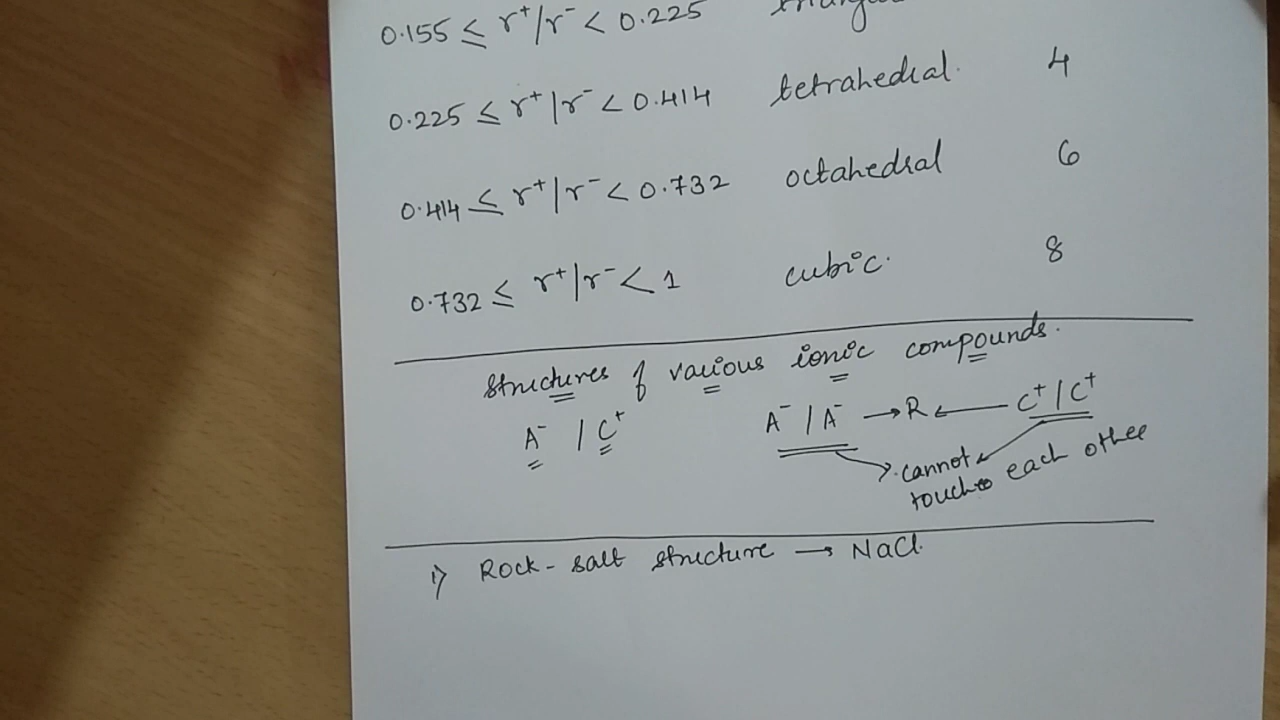 0.155 ≤ r⁺/r⁻ < 0.225
0.225 ≤ r⁺/r⁻ < 0.414 tetrahedral. 4
0.414 ≤ r⁺/r⁻ < 0.732 octahedral 6
0.732 ≤ r⁺/r⁻ < 1 cubic. 8
Structures of various ionic compounds.
A⁻ / C⁺ A⁻ / A⁻ → R ← C⁺ / C⁺
cannot
touch each other
1) Rock-salt structure → NaCl.